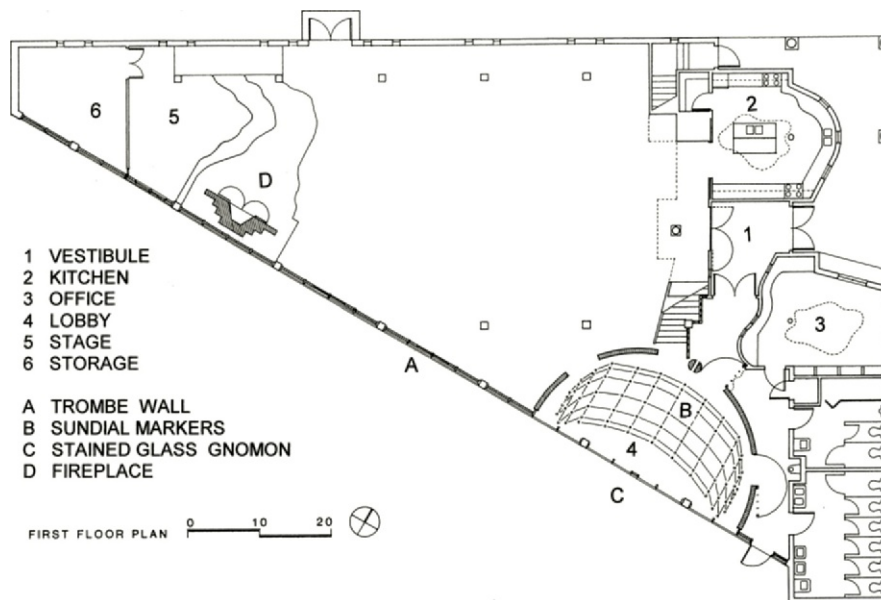 6
5
D
2
1
3
A
B
4
C
1 VESTIBULE
2 KITCHEN
3 OFFICE
4 LOBBY
5 STAGE
6 STORAGE
A TROMBE WALL
B SUNDIAL MARKERS
C STAINED GLASS GNOMON
D FIREPLACE
FIRST FLOOR PLAN 0 10 20